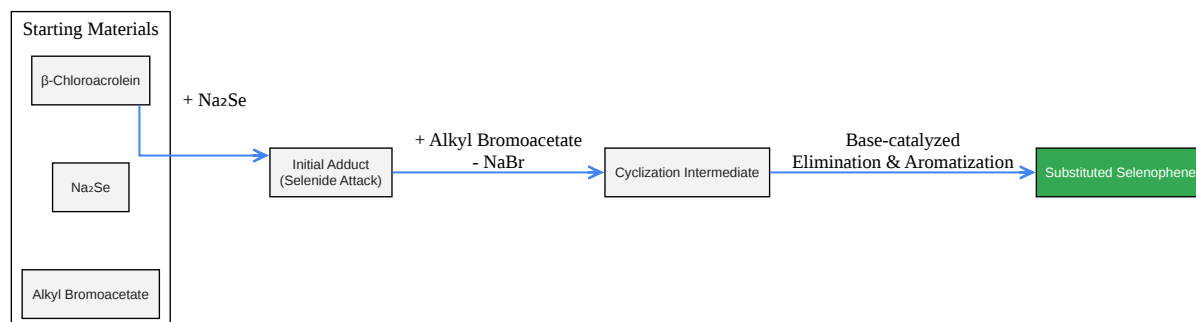 Starting Materials
β-Chloroacrolein
+ Na₂Se
+ Alkyl Bromoacetate
- NaBr
Base-catalyzed
Elimination & Aromatization
Initial Adduct
(Selenide Attack)
Cyclization Intermediate
Substituted Selenophene
Na₂Se
Alkyl Bromoacetate